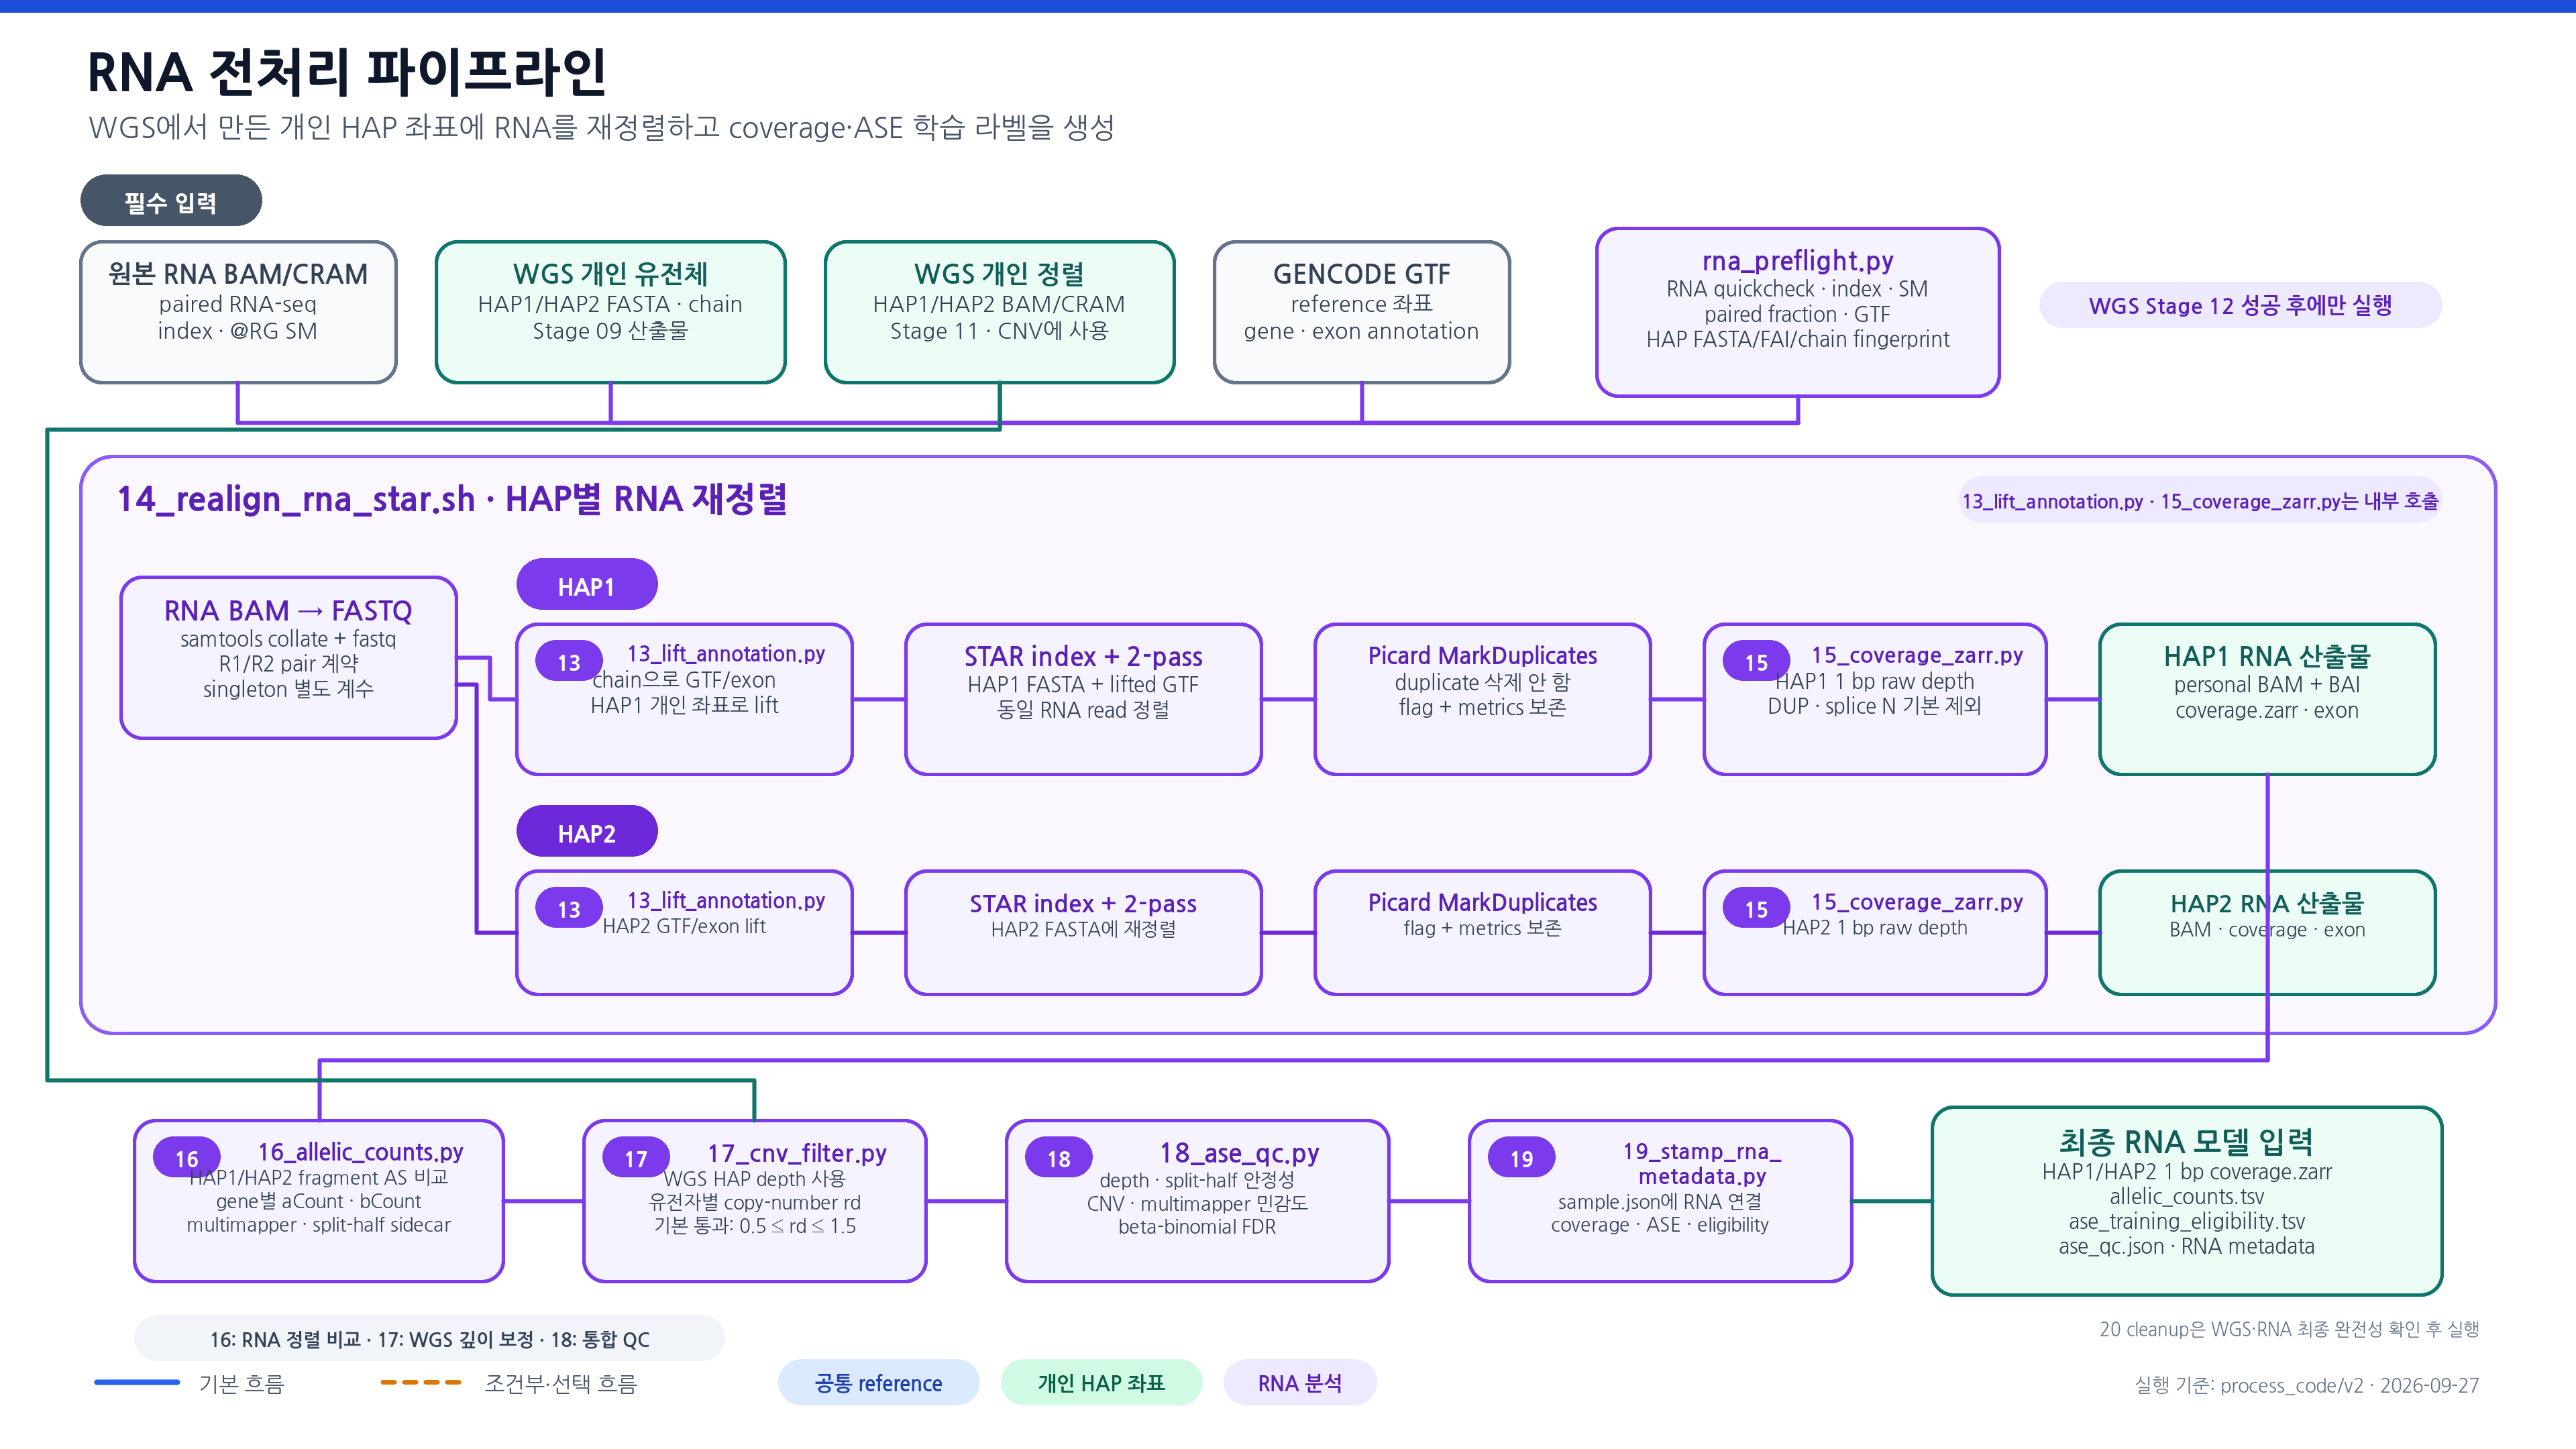 RNA 전처리 파이프라인
WGS에서 만든 개인 HAP 좌표에 RNA를 재정렬하고 coverage·ASE 학습 라벨을 생성
필수 입력
원본 RNA BAM/CRAM
paired RNA-seq
index · @RG SM
WGS 개인 유전체
HAP1/HAP2 FASTA · chain
Stage 09 산출물
WGS 개인 정렬
HAP1/HAP2 BAM/CRAM
Stage 11 · CNV에 사용
GENCODE GTF
reference 좌표
gene · exon annotation
rna_preflight.py
RNA quickcheck · index · SM
paired fraction · GTF
HAP FASTA/FAI/chain fingerprint
WGS Stage 12 성공 후에만 실행
14_realign_rna_star.sh · HAP별 RNA 재정렬
13_lift_annotation.py · 15_coverage_zarr.py는 내부 호출
RNA BAM → FASTQ
samtools collate + fastq
R1/R2 pair 계약
singleton 별도 계수
HAP1
13
13_lift_annotation.py
chain으로 GTF/exon
HAP1 개인 좌표로 lift
STAR index + 2-pass
HAP1 FASTA + lifted GTF
동일 RNA read 정렬
Picard MarkDuplicates
duplicate 삭제 안 함
flag + metrics 보존
15
15_coverage_zarr.py
HAP1 1 bp raw depth
DUP · splice N 기본 제외
HAP1 RNA 산출물
personal BAM + BAI
coverage.zarr · exon
HAP2
13
13_lift_annotation.py
HAP2 GTF/exon lift
STAR index + 2-pass
HAP2 FASTA에 재정렬
Picard MarkDuplicates
flag + metrics 보존
15
15_coverage_zarr.py
HAP2 1 bp raw depth
HAP2 RNA 산출물
BAM · coverage · exon
16
16_allelic_counts.py
HAP1/HAP2 fragment AS 비교
gene별 aCount · bCount
multimapper · split-half sidecar
17
17_cnv_filter.py
WGS HAP depth 사용
유전자별 copy-number rd
기본 통과: 0.5 ≤ rd ≤ 1.5
18
18_ase_qc.py
depth · split-half 안정성
CNV · multimapper 민감도
beta-binomial FDR
19
19_stamp_rna_
metadata.py
sample.json에 RNA 연결
coverage · ASE · eligibility
최종 RNA 모델 입력
HAP1/HAP2 1 bp coverage.zarr
allelic_counts.tsv
ase_training_eligibility.tsv
ase_qc.json · RNA metadata
16: RNA 정렬 비교 · 17: WGS 깊이 보정 · 18: 통합 QC
20 cleanup은 WGS·RNA 최종 완전성 확인 후 실행
기본 흐름
조건부·선택 흐름
공통 reference
개인 HAP 좌표
RNA 분석
실행 기준: process_code/v2 · 2026-09-27